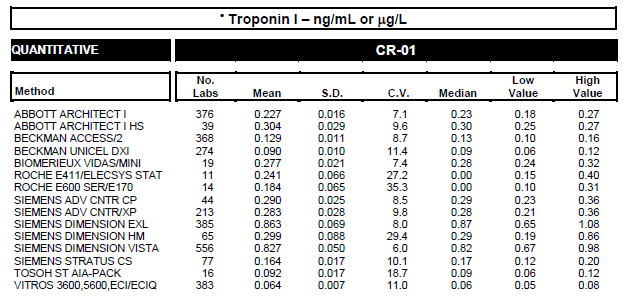 * Troponin I – ng/mL or µg/L
QUANTITATIVE CR-01
No. Low High
Method Labs Mean S.D. C.V. Median Value Value
ABBOTT ARCHITECT I 376 0.227 0.016 7.1 0.23 0.18 0.27
ABBOTT ARCHITECT I HS 39 0.304 0.029 9.6 0.30 0.25 0.27
BECKMAN ACCESS/2 368 0.129 0.011 8.7 0.13 0.10 0.16
BECKMAN UNICEL DXI 274 0.090 0.010 11.4 0.09 0.06 0.12
BIOMERIEUX VIDAS/MINI 19 0.277 0.021 7.4 0.28 0.24 0.32
ROCHE E411/ELECSYS STAT 11 0.241 0.066 27.2 0.00 0.15 0.40
ROCHE E600 SER/E170 14 0.184 0.065 35.3 0.00 0.10 0.31
SIEMENS ADV CNTR CP 44 0.290 0.025 8.5 0.29 0.23 0.36
SIEMENS ADV CNTR/XP 213 0.283 0.028 9.8 0.28 0.21 0.36
SIEMENS DIMENSION EXL 385 0.863 0.069 8.0 0.87 0.65 1.08
SIEMENS DIMENSION HM 65 0.299 0.088 29.4 0.29 0.19 0.86
SIEMENS DIMENSION VISTA 556 0.827 0.050 6.0 0.82 0.67 0.98
SIEMENS STRATUS CS 77 0.164 0.017 10.1 0.17 0.12 0.20
TOSOH ST AIA-PACK 16 0.092 0.017 18.7 0.09 0.06 0.12
VITROS 3600,5600,ECI/ECIQ 383 0.064 0.007 11.0 0.06 0.05 0.08